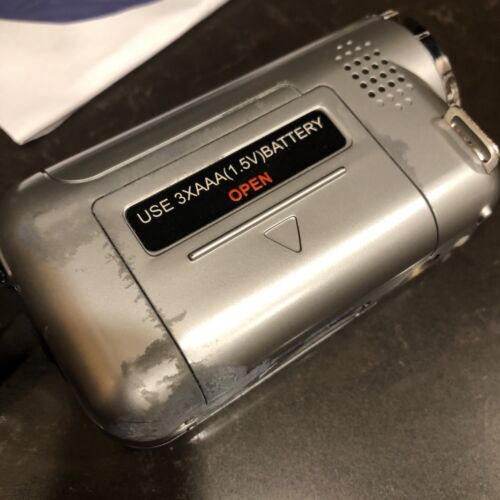 USE 3XAAA(1.5V)BATTERY
OPEN